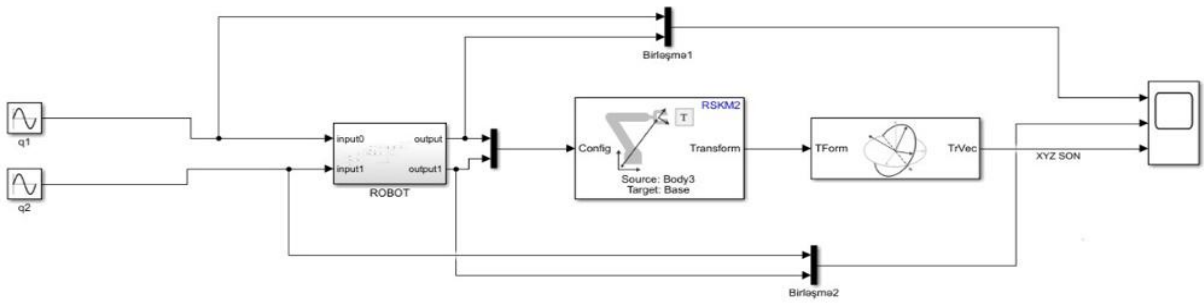 Birləşmə1
RSKM2
T
q1
input0
output
input1
output1
ROBOT
Config
Transform
Source: Body3
Target: Base
TForm
TrVec
XYZ SON
q2
Birləşmə2